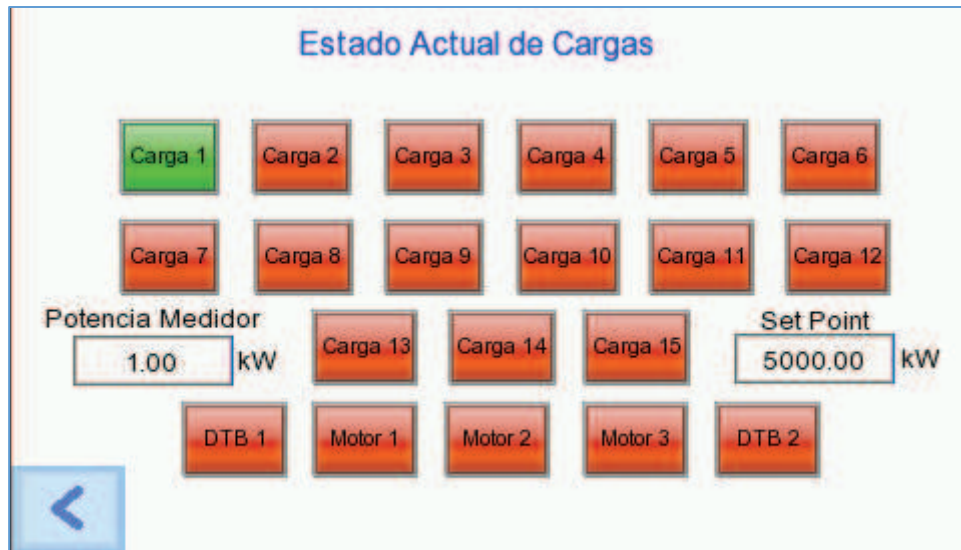 Estado Actual de Cargas
Carga 1 Carga 2 Carga 3 Carga 4 Carga 5 Carga 6
Carga 7 Carga 8 Carga 9 Carga 10 Carga 11 Carga 12
Potencia Medidor
1.00 kW
Carga 13 Carga 14 Carga 15
Set Point
5000.00 kW
DTB 1 Motor 1 Motor 2 Motor 3 DTB 2